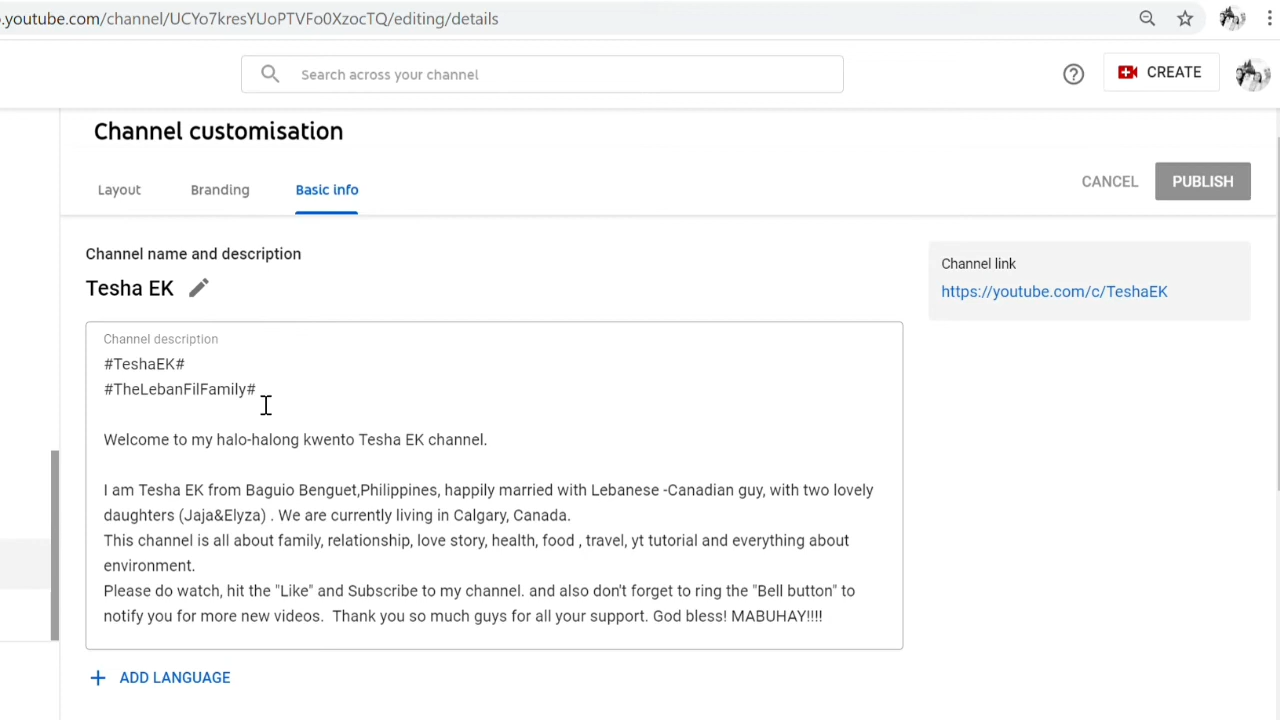 .youtube.com/channel/UCYo7kresYUoPTVFo0XzocTQ/editing/details
Search across your channel
CREATE
Channel customisation
Layout Branding Basic info
CANCEL PUBLISH
Channel name and description
Tesha EK
Channel link
https://youtube.com/c/TeshaEK
Channel description
#TeshaEK#
#TheLebanFilFamily#
Welcome to my halo-halong kwento Tesha EK channel.
I am Tesha EK from Baguio Benguet,Philippines, happily married with Lebanese -Canadian guy, with two lovely
daughters (Jaja&Elyza) . We are currently living in Calgary, Canada.
This channel is all about family, relationship, love story, health, food , travel, yt tutorial and everything about
environment.
Please do watch, hit the "Like" and Subscribe to my channel. and also don't forget to ring the "Bell button" to
notify you for more new videos.  Thank you so much guys for all your support. God bless! MABUHAY!!!!
ADD LANGUAGE